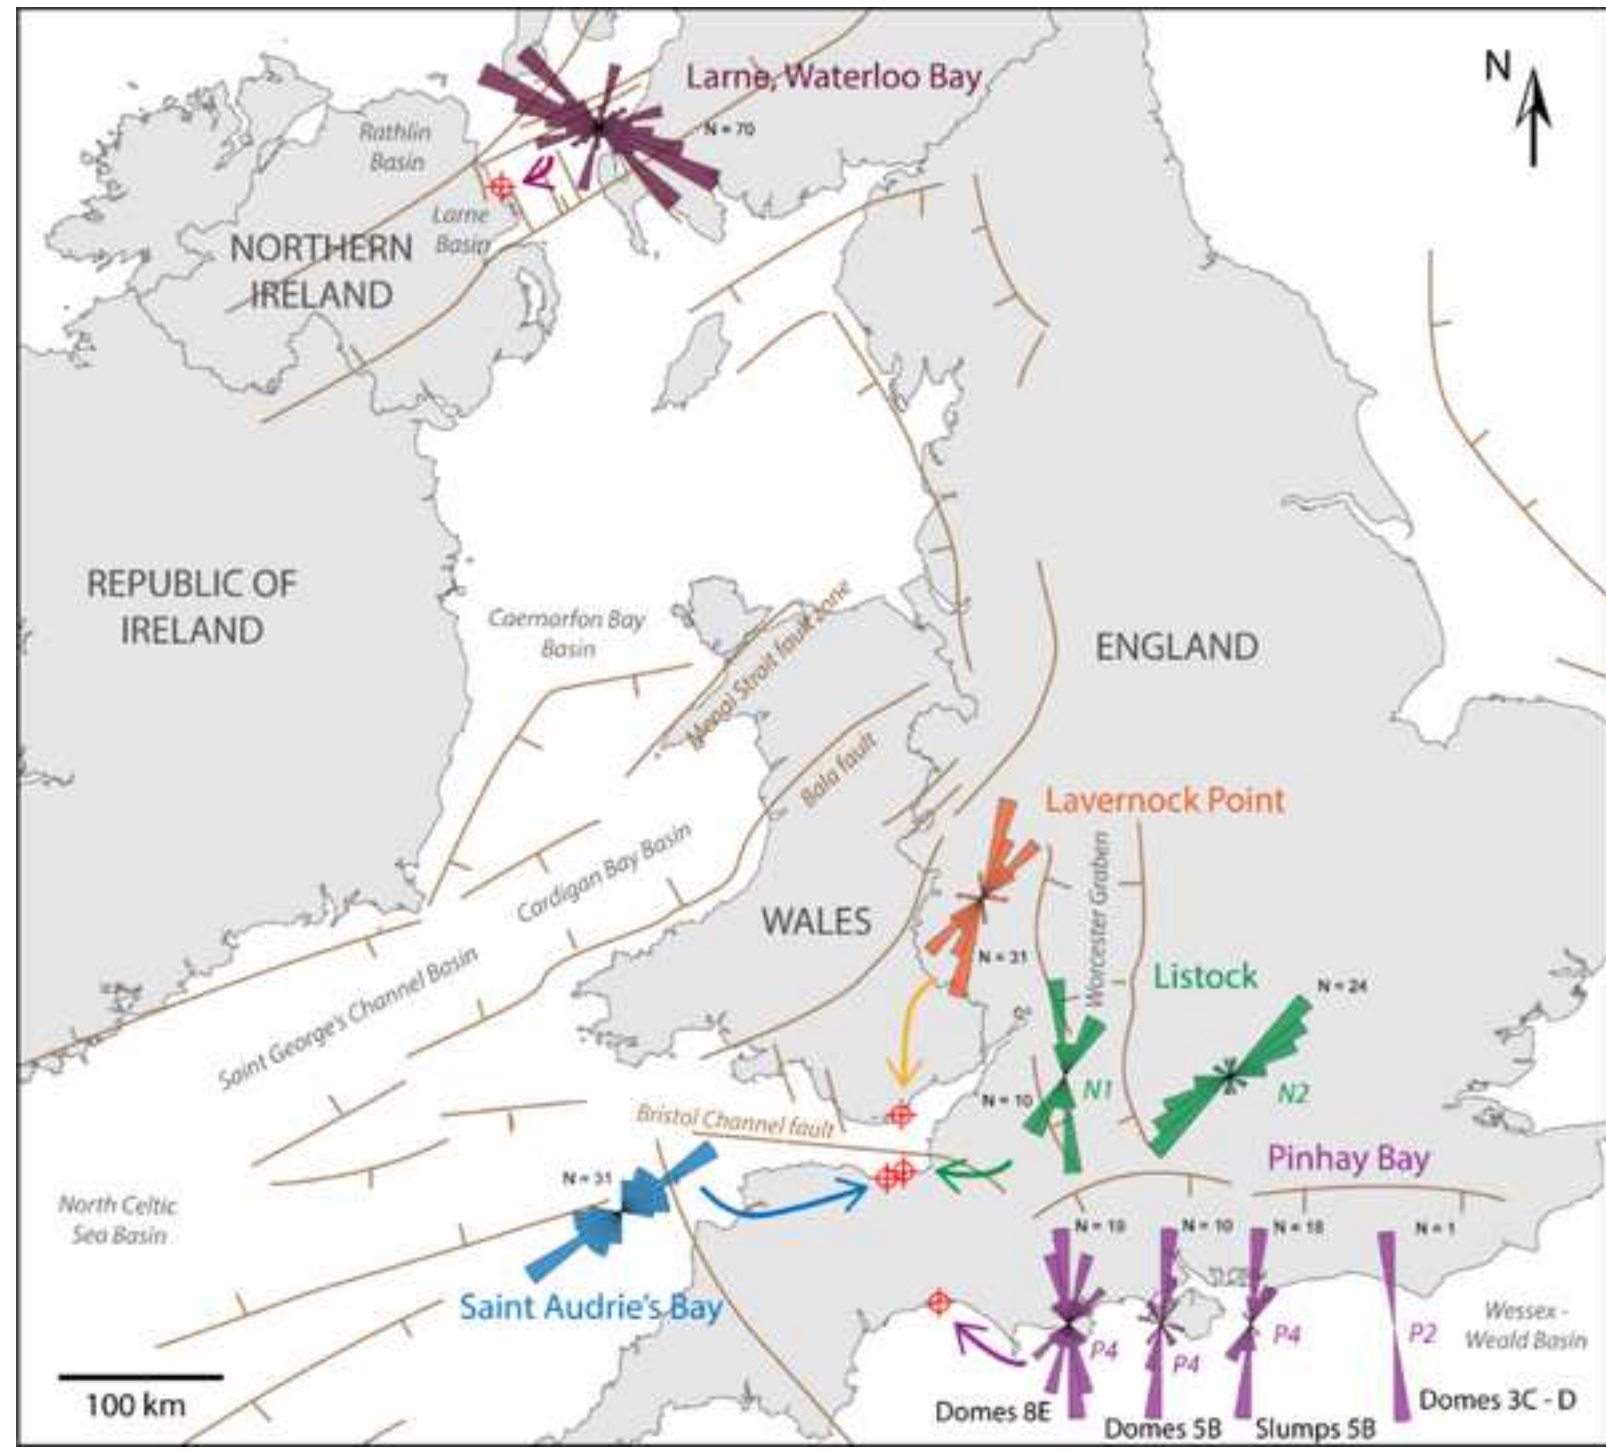 N
Larne, Waterloo Bay
N = 70
Rathlin
Basin
Larne
Basin
NORTHERN
IRELAND
REPUBLIC OF
IRELAND
Caernarfon Bay
Basin
Menai Strait fault zone
ENGLAND
Bala fault
Lavernock Point
Cardigan Bay Basin
Worcester Graben
WALES
N = 31
Listock
N = 24
Saint George's Channel Basin
N = 10
N1
N2
Bristol Channel fault
Pinhay Bay
N = 31
North Celtic
Sea Basin
N = 19
N = 10
N = 18
N = 1
Saint Audrie's Bay
P4
P4
P4
P2
Wessex -
Weald Basin
100 km
Domes 8E
Domes 5B
Slumps 5B
Domes 3C - D